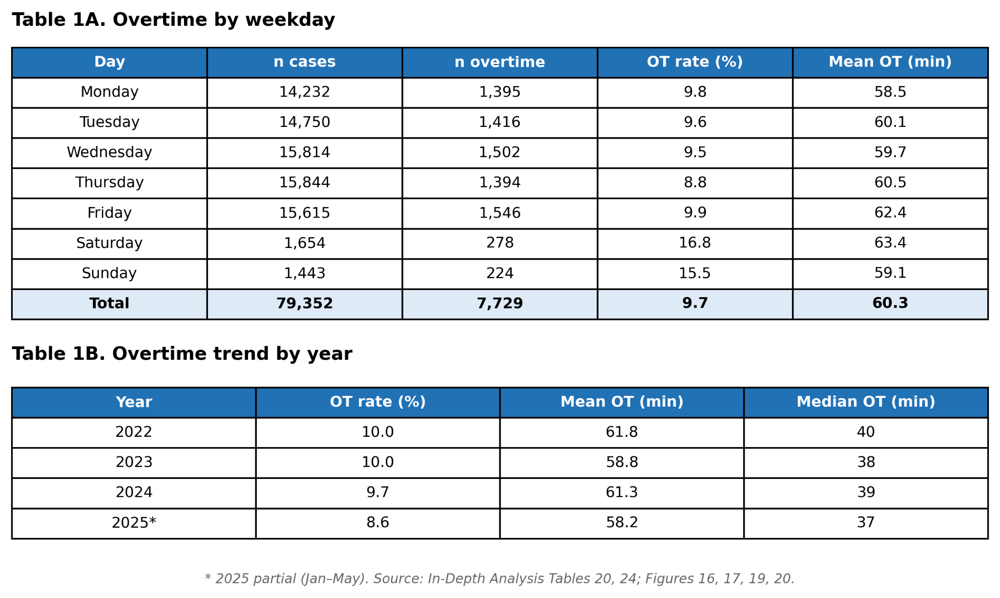 Table 1A. Overtime by weekday
Day n cases n overtime OT rate (%) Mean OT (min)
Monday 14,232 1,395 9.8 58.5
Tuesday 14,750 1,416 9.6 60.1
Wednesday 15,814 1,502 9.5 59.7
Thursday 15,844 1,394 8.8 60.5
Friday 15,615 1,546 9.9 62.4
Saturday 1,654 278 16.8 63.4
Sunday 1,443 224 15.5 59.1
Total 79,352 7,729 9.7 60.3
Table 1B. Overtime trend by year
Year OT rate (%) Mean OT (min) Median OT (min)
2022 10.0 61.8 40
2023 10.0 58.8 38
2024 9.7 61.3 39
2025* 8.6 58.2 37
* 2025 partial (Jan–May). Source: In-Depth Analysis Tables 20, 24; Figures 16, 17, 19, 20.